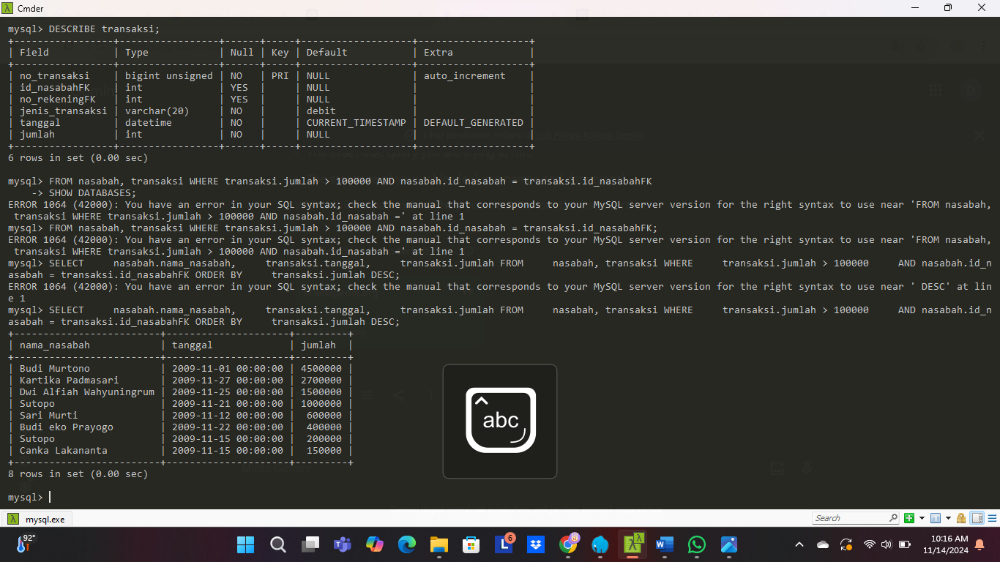 Cmder
mysql> DESCRIBE transaksi;
+-----------------+-----------------+------+-----+-------------------+-------------------+
| Field           | Type            | Null | Key | Default           | Extra             |
+-----------------+-----------------+------+-----+-------------------+-------------------+
| no_transaksi    | bigint unsigned | NO   | PRI | NULL              | auto_increment    |
| id_nasabahFK    | int             | YES  |     | NULL              |                   |
| no_rekeningFK   | int             | YES  |     | NULL              |                   |
| jenis_transaksi | varchar(20)     | NO   |     | debit             |                   |
| tanggal         | datetime        | NO   |     | CURRENT_TIMESTAMP | DEFAULT_GENERATED |
| jumlah          | int             | NO   |     | NULL              |                   |
+-----------------+-----------------+------+-----+-------------------+-------------------+
6 rows in set (0.00 sec)
mysql> FROM nasabah, transaksi WHERE transaksi.jumlah > 100000 AND nasabah.id_nasabah = transaksi.id_nasabahFK
    -> SHOW DATABASES;
ERROR 1064 (42000): You have an error in your SQL syntax; check the manual that corresponds to your MySQL server version for the right syntax to use near 'FROM nasabah,
 transaksi WHERE transaksi.jumlah > 100000 AND nasabah.id_nasabah =' at line 1
mysql> FROM nasabah, transaksi WHERE transaksi.jumlah > 100000 AND nasabah.id_nasabah = transaksi.id_nasabahFK;
ERROR 1064 (42000): You have an error in your SQL syntax; check the manual that corresponds to your MySQL server version for the right syntax to use near 'FROM nasabah,
 transaksi WHERE transaksi.jumlah > 100000 AND nasabah.id_nasabah =' at line 1
mysql> SELECT     nasabah.nama_nasabah,     transaksi.tanggal,     transaksi.jumlah FROM     nasabah, transaksi WHERE     transaksi.jumlah > 100000     AND nasabah.id_n
asabah = transaksi.id_nasabahFK ORDER BY     transaksi.jumlah DESC;
ERROR 1064 (42000): You have an error in your SQL syntax; check the manual that corresponds to your MySQL server version for the right syntax to use near ' DESC' at lin
e 1
mysql> SELECT     nasabah.nama_nasabah,     transaksi.tanggal,     transaksi.jumlah FROM     nasabah, transaksi WHERE     transaksi.jumlah > 100000     AND nasabah.id_n
asabah = transaksi.id_nasabahFK ORDER BY     transaksi.jumlah DESC;
+-------------------------+---------------------+---------+
| nama_nasabah            | tanggal             | jumlah  |
+-------------------------+---------------------+---------+
| Budi Murtono            | 2009-11-01 00:00:00 | 4500000 |
| Kartika Padmasari       | 2009-11-27 00:00:00 | 2700000 |
| Dwi Alfiah Wahyuningrum | 2009-11-25 00:00:00 | 1500000 |
| Sutopo                  | 2009-11-21 00:00:00 | 1000000 |
| Sari Murti              | 2009-11-12 00:00:00 |  600000 |
| Budi eko Prayogo        | 2009-11-22 00:00:00 |  400000 |
| Sutopo                  | 2009-11-15 00:00:00 |  200000 |
| Canka Lakananta         | 2009-11-15 00:00:00 |  150000 |
+-------------------------+---------------------+---------+
8 rows in set (0.00 sec)
abc
mysql>
mysql.exe
Search
92°
6
10:16 AM
11/14/2024